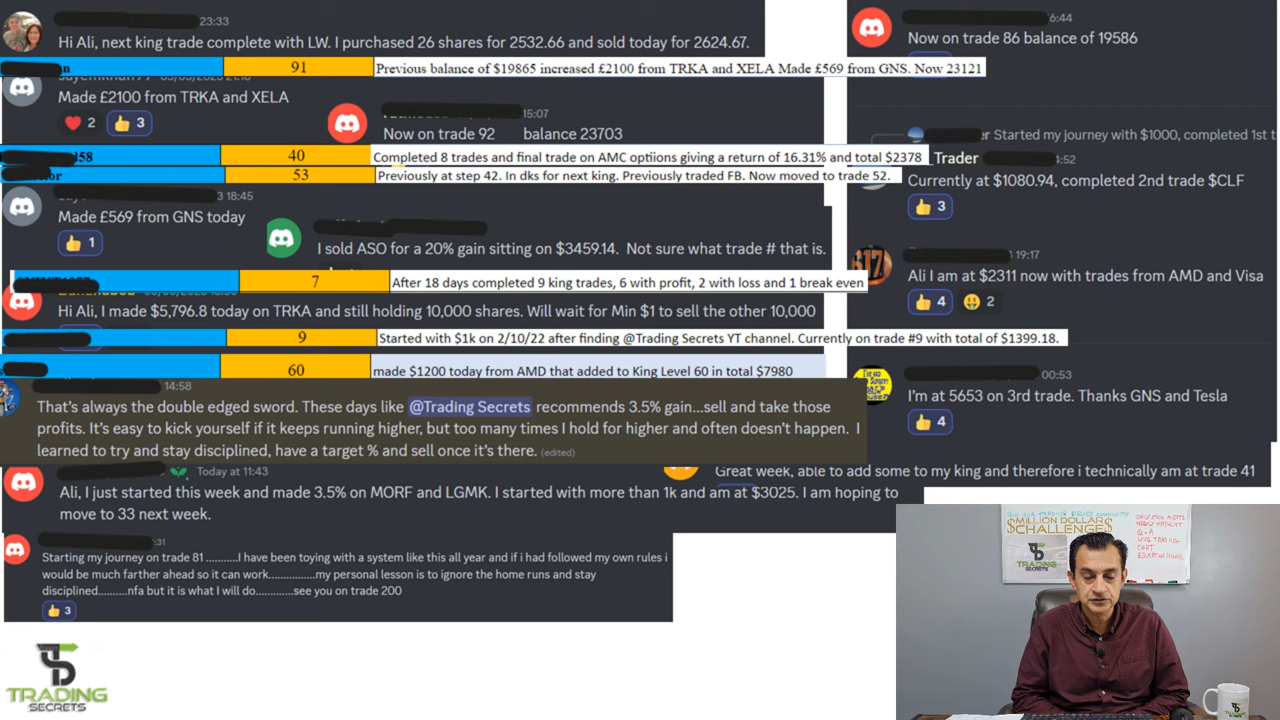 23:33
Hi Ali, next king trade complete with LW. I purchased 26 shares for 2532.66 and sold today for 2624.67.
91 Previous balance of $19865 increased £2100 from TRKA and XELA Made £569 from GNS. Now 23121
Made £2100 from TRKA and XELA
2 3
15:07
Now on trade 92 balance 23703
58 40 Completed 8 trades and final trade on AMC optiions giving a return of 16.31% and total $2378
53 Previously at step 42. In dks for next king. Previously traded FB. Now moved to trade 52.
3 18:45
Made £569 from GNS today
1
I sold ASO for a 20% gain sitting on $3459.14. Not sure what trade # that is.
7 After 18 days completed 9 king trades, 6 with profit, 2 with loss and 1 break even
Hi Ali, I made $5,796.8 today on TRKA and still holding 10,000 shares. Will wait for Min $1 to sell the other 10,000
9 Started with $1k on 2/10/22 after finding @Trading Secrets YT channel. Currently on trade #9 with total of $1399.18.
60 made $1200 today from AMD that added to King Level 60 in total $7980
14:58
That's always the double edged sword. These days like @Trading Secrets recommends 3.5% gain...sell and take those
profits. It's easy to kick yourself if it keeps running higher, but too many times I hold for higher and often doesn't happen. I
learned to try and stay disciplined, have a target % and sell once it's there. (edited)
Today at 11:43
Ali, I just started this week and made 3.5% on MORF and LGMK. I started with more than 1k and am at $3025. I am hoping to
move to 33 next week.
:31
Starting my journey on trade 81...........I have been toying with a system like this all year and if i had followed my own rules i
would be much farther ahead so it can work...............my personal lesson is to ignore the home runs and stay
disciplined..........nfa but it is what I will do.............see you on trade 200
3
6:44
Now on trade 86 balance of 19586
r Started my journey with $1000, completed 1st t
_Trader 4:52
Currently at $1080.94, completed 2nd trade $CLF
3
19:17
Ali I am at $2311 now with trades from AMD and Visa
4 2
00:53
I'm at 5653 on 3rd trade. Thanks GNS and Tesla
4
Great week, able to add some to my king and therefore i technically am at trade 41
$MILLION DOLLAR
CHALLENGE$
TRADING
SECRETS
Q + A
LIVE TRADING
CHAT
TRADING
SECRETS